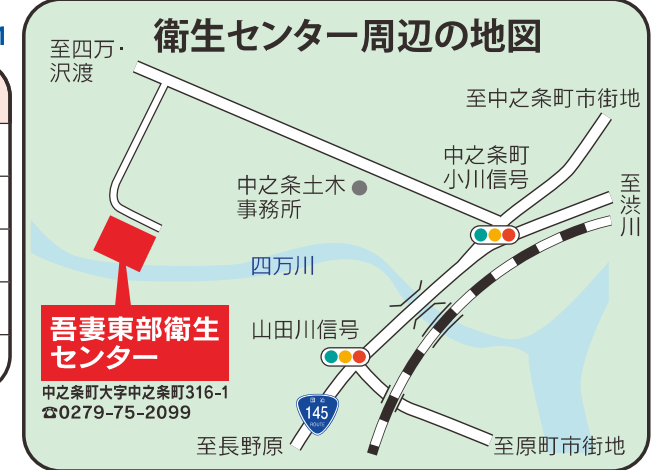 衛生センター周辺の地図
至四万・
沢渡
至中之条町市街地
中之条町
小川信号
至渋川
中之条土木
事務所
四万川
吾妻東部衛生
センター
山田川信号
中之条町大字中之条町316-1
☎0279-75-2099
国道
145
ROUTE
至長野原
至原町市街地